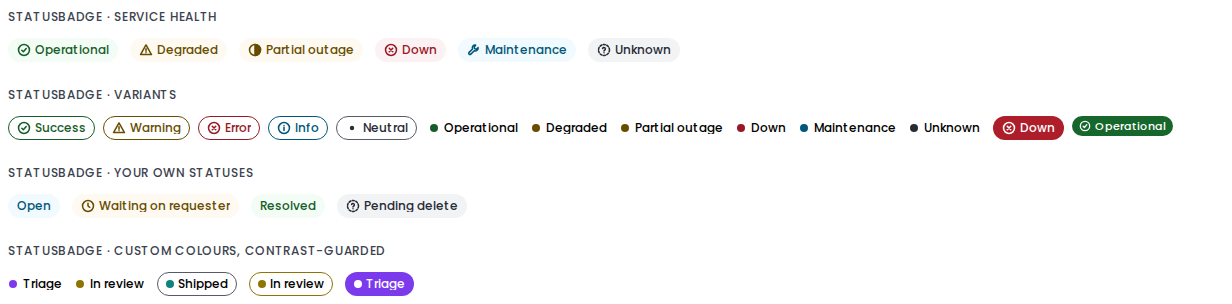 STATUSBADGE · SERVICE HEALTH
Operational Degraded Partial outage Down Maintenance Unknown
STATUSBADGE · VARIANTS
Success Warning Error Info Neutral Operational Degraded Partial outage Down Maintenance Unknown Down Operational
STATUSBADGE · YOUR OWN STATUSES
Open Waiting on requester Resolved Pending delete
STATUSBADGE · CUSTOM COLOURS, CONTRAST-GUARDED
Triage In review Shipped In review Triage